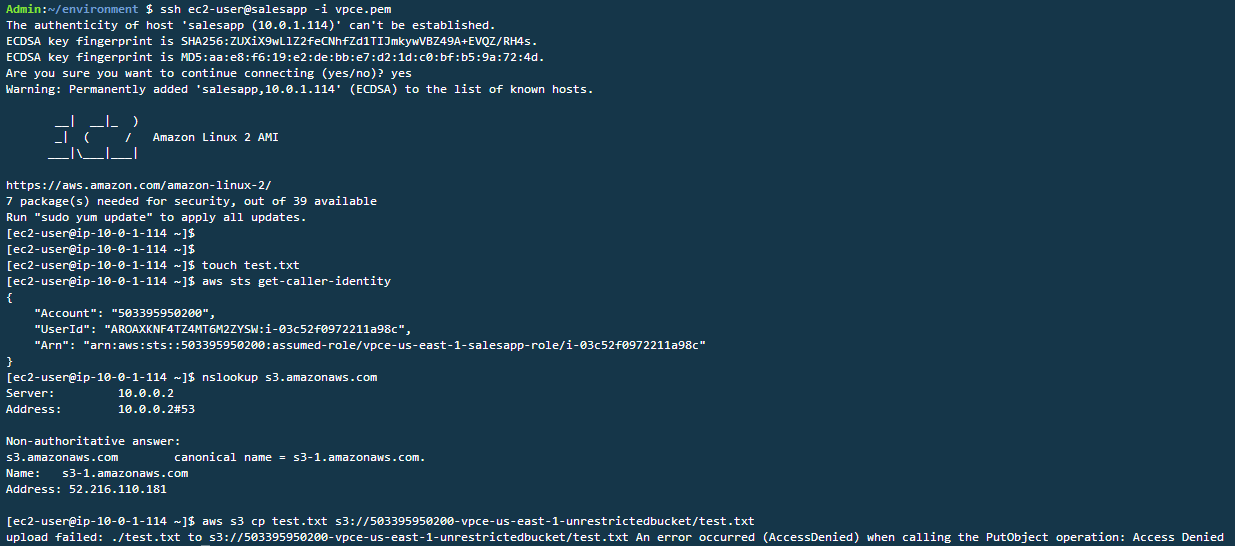 Admin:~/environment $ ssh ec2-user@salesapp -i vpce.pem
The authenticity of host 'salesapp (10.0.1.114)' can't be established.
ECDSA key fingerprint is SHA256:ZUXiX9wLlZ2feCNhfZd1TIJmkywVBZ49A+EVQZ/RH4s.
ECDSA key fingerprint is MD5:aa:e8:f6:19:e2:de:bb:e7:d2:1d:c0:bf:b5:9a:72:4d.
Are you sure you want to continue connecting (yes/no)? yes
Warning: Permanently added 'salesapp,10.0.1.114' (ECDSA) to the list of known hosts.

       __|  __|_  )
       _|  (     /   Amazon Linux 2 AMI
      ___|\___|___|

https://aws.amazon.com/amazon-linux-2/
7 package(s) needed for security, out of 39 available
Run "sudo yum update" to apply all updates.
[ec2-user@ip-10-0-1-114 ~]$
[ec2-user@ip-10-0-1-114 ~]$
[ec2-user@ip-10-0-1-114 ~]$ touch test.txt
[ec2-user@ip-10-0-1-114 ~]$ aws sts get-caller-identity
{
    "Account": "503395950200",
    "UserId": "AROAXKNF4TZ4MT6M2ZYSW:i-03c52f0972211a98c",
    "Arn": "arn:aws:sts::503395950200:assumed-role/vpce-us-east-1-salesapp-role/i-03c52f0972211a98c"
}
[ec2-user@ip-10-0-1-114 ~]$ nslookup s3.amazonaws.com
Server:         10.0.0.2
Address:        10.0.0.2#53

Non-authoritative answer:
s3.amazonaws.com        canonical name = s3-1.amazonaws.com.
Name:   s3-1.amazonaws.com
Address: 52.216.110.181

[ec2-user@ip-10-0-1-114 ~]$ aws s3 cp test.txt s3://503395950200-vpce-us-east-1-unrestrictedbucket/test.txt
upload failed: ./test.txt to s3://503395950200-vpce-us-east-1-unrestrictedbucket/test.txt An error occurred (AccessDenied) when calling the PutObject operation: Access Denied